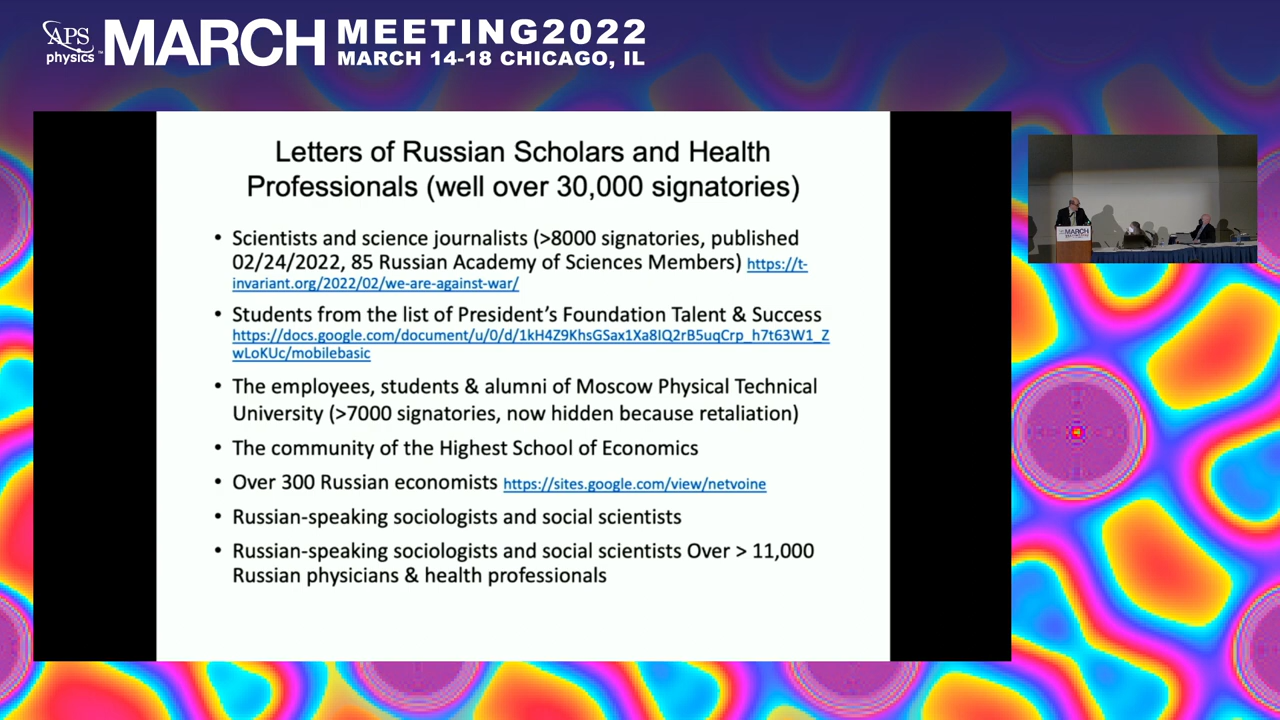 APS
physics
MARCH
MEETING2022
MARCH 14-18 CHICAGO, IL
Letters of Russian Scholars and Health
Professionals (well over 30,000 signatories)
• Scientists and science journalists (>8000 signatories, published
02/24/2022, 85 Russian Academy of Sciences Members) https://t-
invariant.org/2022/02/we-are-against-war/
• Students from the list of President's Foundation Talent & Success
https://docs.google.com/document/u/0/d/1kH4Z9KhsGSax1Xa8IQ2rB5uqCrp_h7t63W1_Z
wLoKUc/mobilebasic
• The employees, students & alumni of Moscow Physical Technical
University (>7000 signatories, now hidden because retaliation)
• The community of the Highest School of Economics
• Over 300 Russian economists https://sites.google.com/view/netvoine
• Russian-speaking sociologists and social scientists
• Russian-speaking sociologists and social scientists Over > 11,000
Russian physicians & health professionals
MARCH